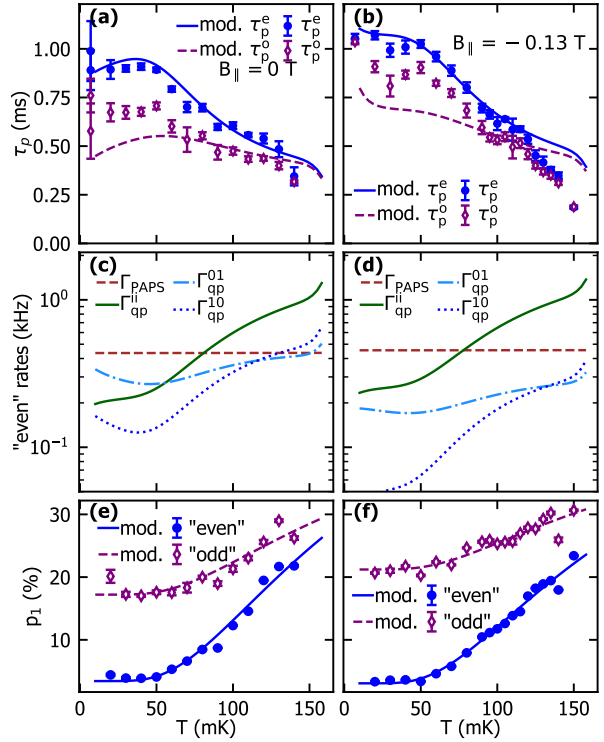 (a) mod. τ_p^e τ_p^e
mod. τ_p^o τ_p^o
B_∥ = 0 T
1.00
0.75
0.50
0.25
0.00
τ_p (ms)
(b)
B_∥ = − 0.13 T
mod. τ_p^e τ_p^e
mod. τ_p^o τ_p^o
(c)
Γ_PAPS Γ_qp^01
Γ_qp^ii Γ_qp^10
10^0
10^−1
"even" rates (kHz)
(d)
Γ_PAPS Γ_qp^01
Γ_qp^ii Γ_qp^10
(e)
mod. "even"
mod. "odd"
30
20
10
p_1 (%)
0 50 100 150
T (mK)
(f)
mod. "even"
mod. "odd"
0 50 100 150
T (mK)